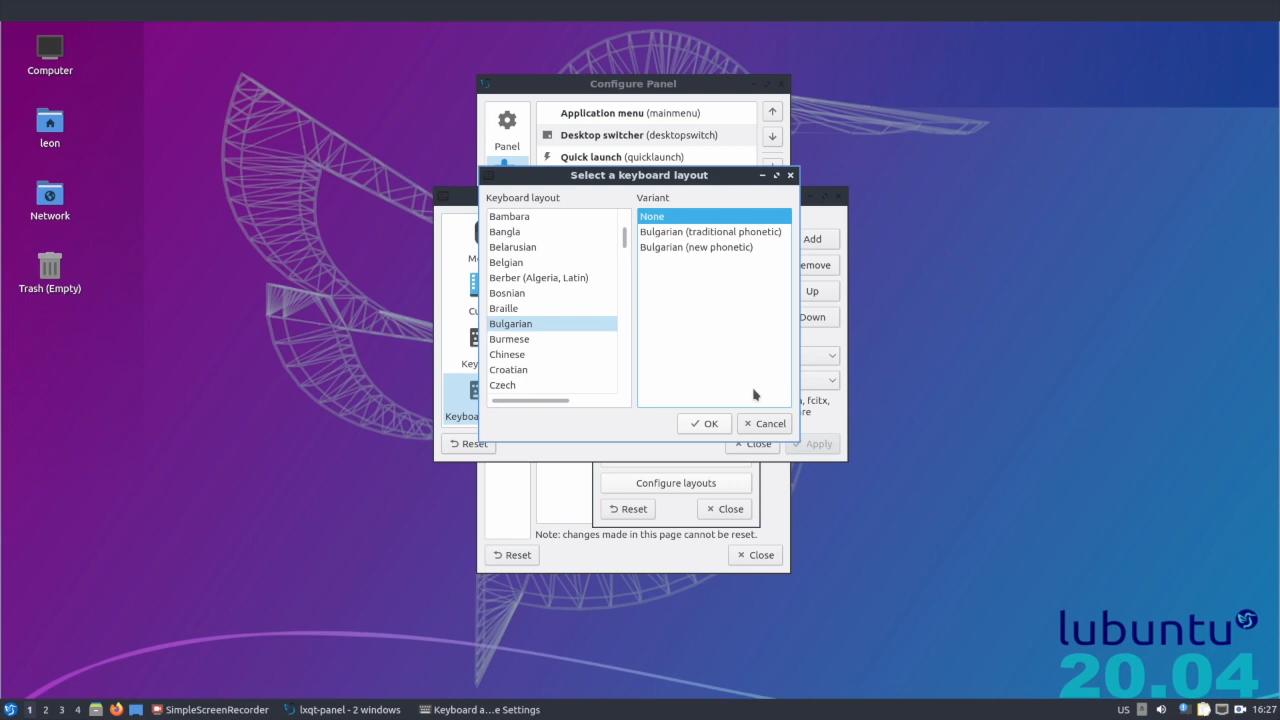 Computer
leon
Network
Trash (Empty)
Configure Panel
Panel
Application menu (mainmenu)
Desktop switcher (desktopswitch)
Quick launch (quicklaunch)
Select a keyboard layout
Keyboard layout
Variant
Bambara
Bangla
Belarusian
Belgian
Berber (Algeria, Latin)
Bosnian
Braille
Bulgarian
Burmese
Chinese
Croatian
Czech
None
Bulgarian (traditional phonetic)
Bulgarian (new phonetic)
OK
Cancel
Add
emove
Up
Down
, fcitx,
re
Key
Keyboa
Reset
Close
Apply
Configure layouts
Reset
Close
Note: changes made in this page cannot be reset.
Reset
Close
lubuntu
20.04
1 2 3 4
SimpleScreenRecorder
lxqt-panel - 2 windows
Keyboard a...e Settings
US
16:27